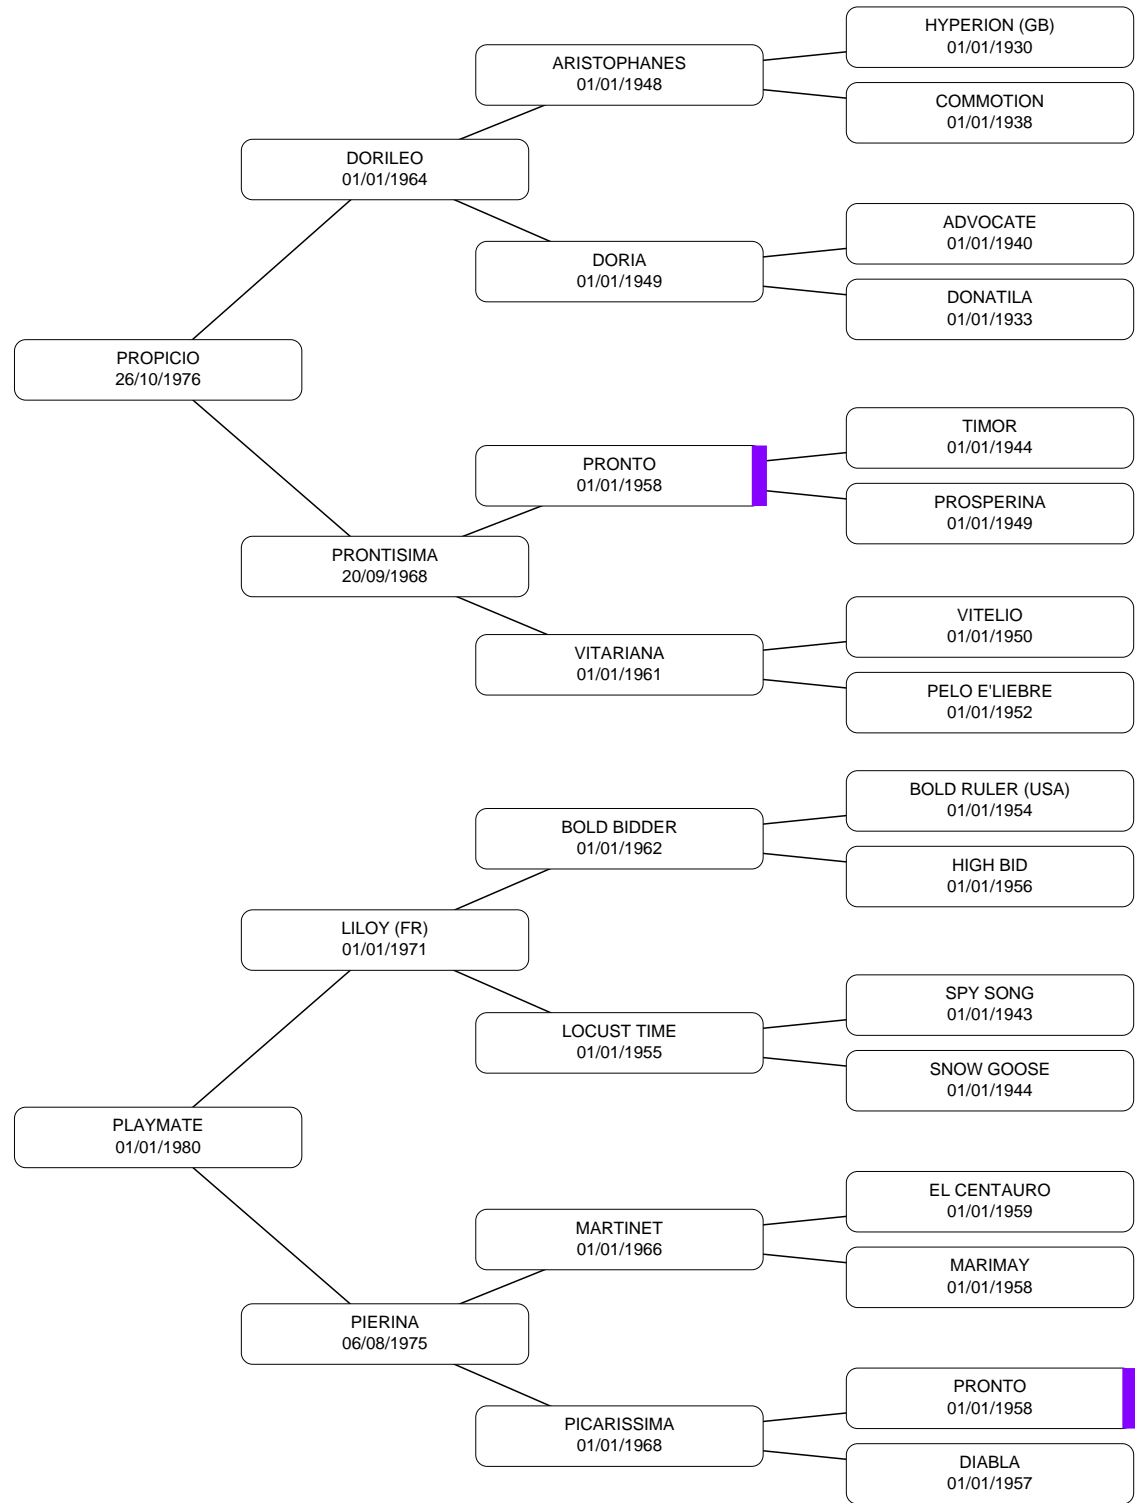 HYPERION (GB)
01/01/1930
ARISTOPHANES
01/01/1948
COMMOTION
01/01/1938
DORILEO
01/01/1964
ADVOCATE
01/01/1940
DORIA
01/01/1949
DONATILA
01/01/1933
PROPICIO
26/10/1976
TIMOR
01/01/1944
PRONTO
01/01/1958
PROSPERINA
01/01/1949
PRONTISIMA
20/09/1968
VITELIO
01/01/1950
VITARIANA
01/01/1961
PELO E'LIEBRE
01/01/1952
BOLD RULER (USA)
01/01/1954
BOLD BIDDER
01/01/1962
HIGH BID
01/01/1956
LILOY (FR)
01/01/1971
SPY SONG
01/01/1943
LOCUST TIME
01/01/1955
SNOW GOOSE
01/01/1944
PLAYMATE
01/01/1980
EL CENTAURO
01/01/1959
MARTINET
01/01/1966
MARIMAY
01/01/1958
PIERINA
06/08/1975
PRONTO
01/01/1958
PICARISSIMA
01/01/1968
DIABLA
01/01/1957